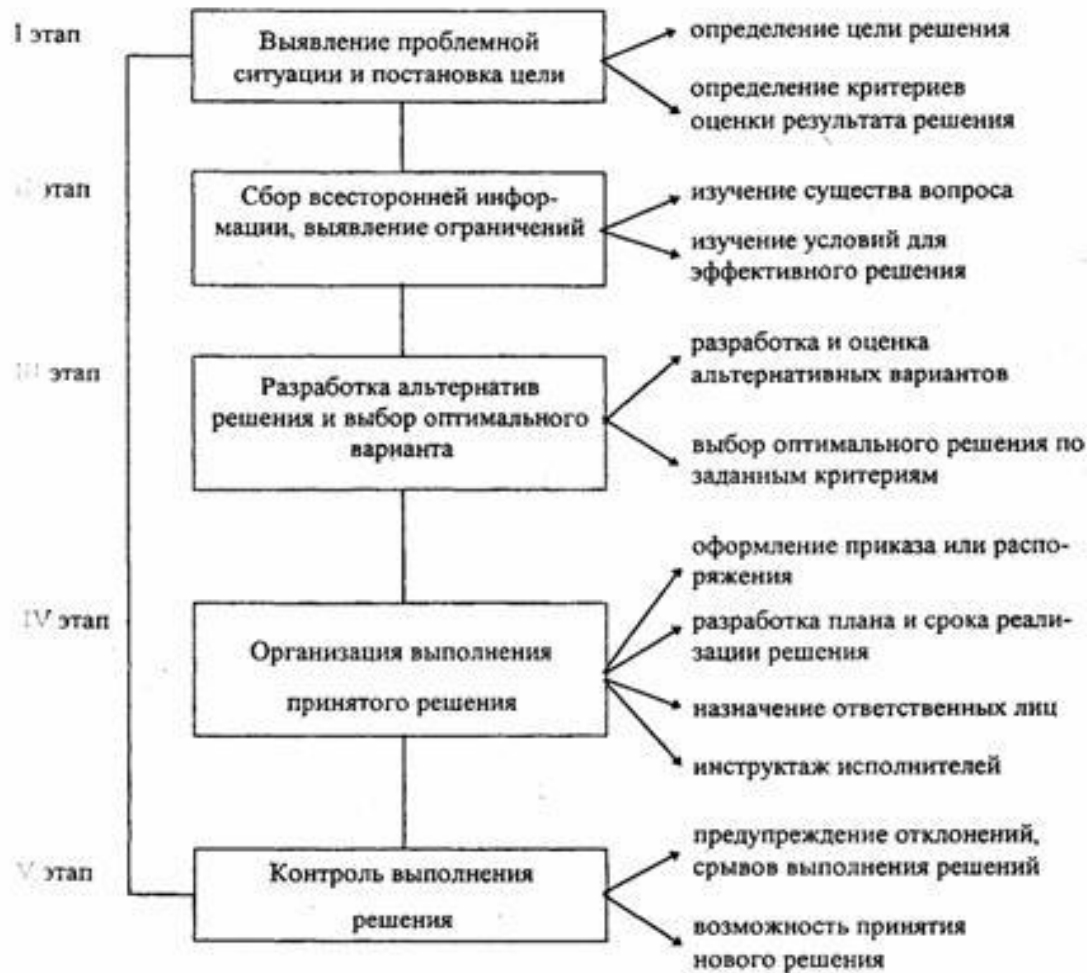 I этап
Выявление проблемной
ситуации и постановка цели
определение цели решения
определение критериев
оценки результата решения
II этап
Сбор всесторонней инфор-
мации, выявление ограничений
изучение существа вопроса
изучение условий для
эффективного решения
III этап
Разработка альтернатив
решения и выбор оптимального
варианта
разработка и оценка
альтернативных вариантов
выбор оптимального решения по
заданным критериям
IV этап
Организация выполнения
принятого решения
оформление приказа или распо-
ряжения
разработка плана и срока реали-
зации решения
назначение ответственных лиц
инструктаж исполнителей
V этап
Контроль выполнения
решения
предупреждение отклонений,
срывов выполнения решений
возможность принятия
нового решения